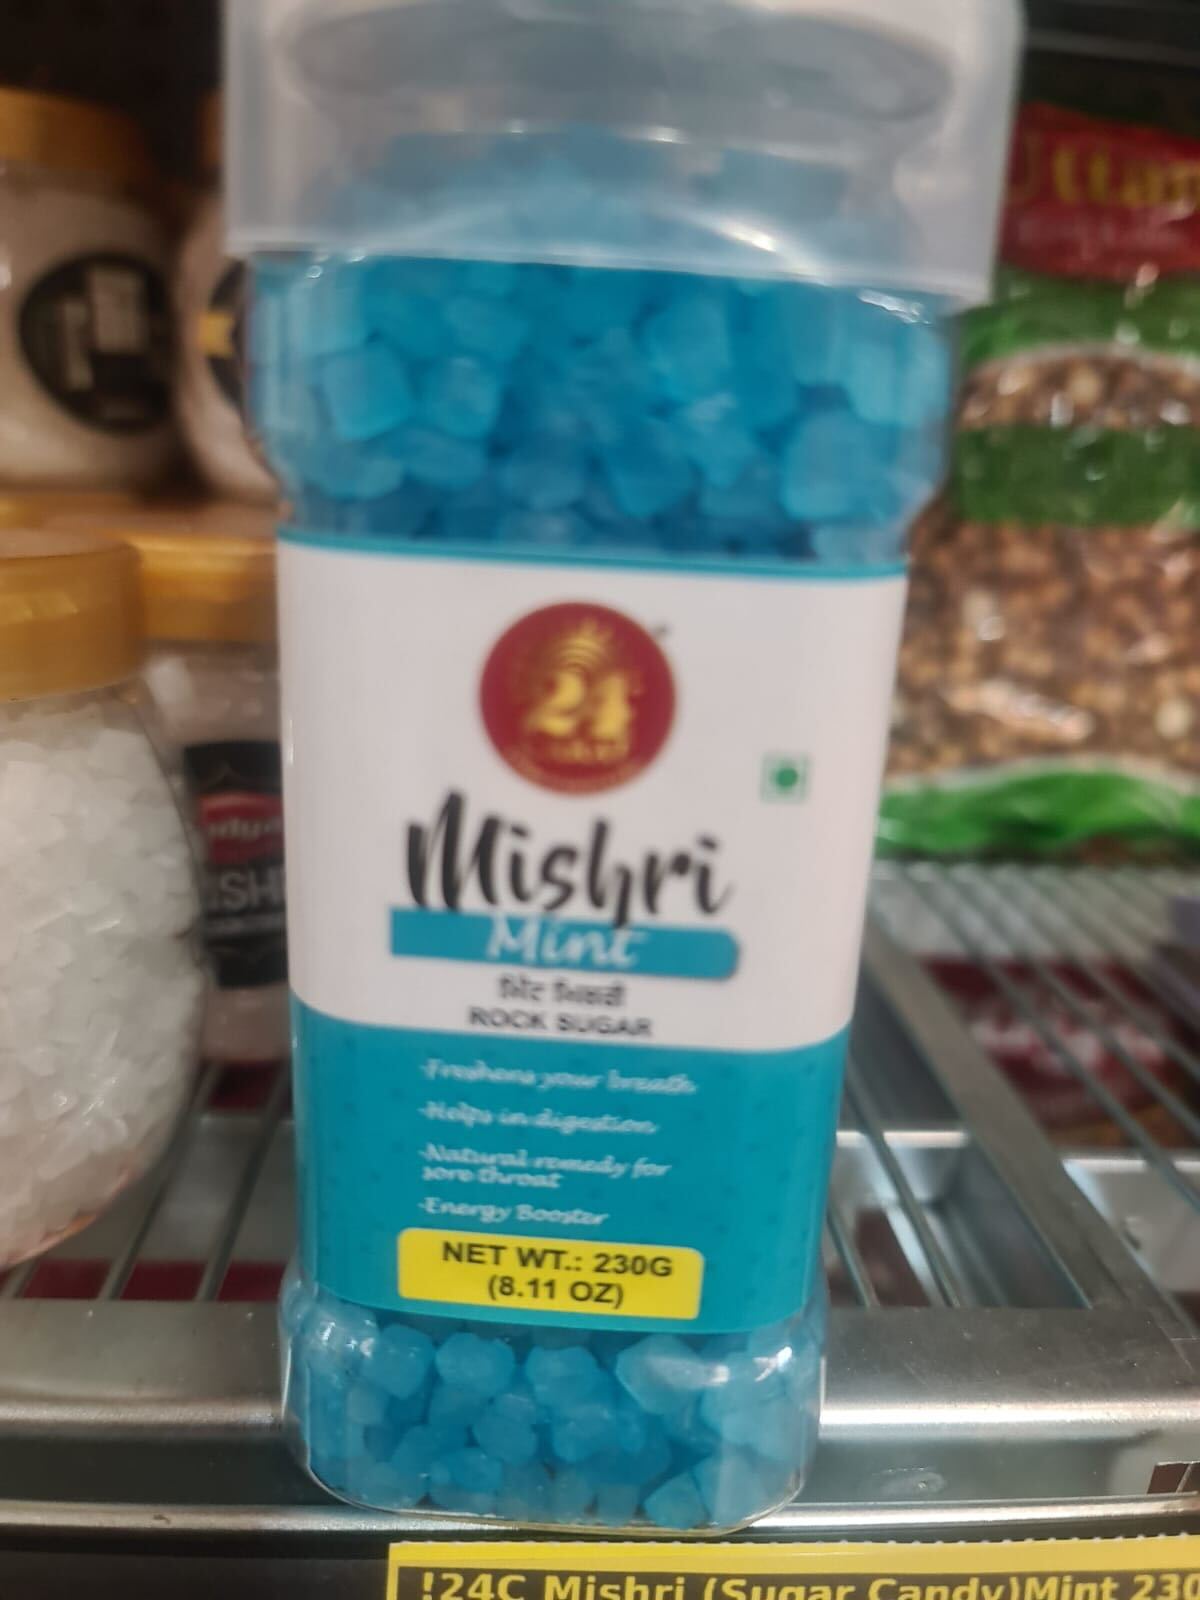 24
Mishri
Mint
ਮਿੰਟ ਮਿਸ਼ਰੀ
ROCK SUGAR
-Freshens your breath
-Helps in digestion
-Natural remedy for
sore throat
-Energy Booster
NET WT.: 230G
(8.11 OZ)
!24C Mishri (Sugar Candy)Mint 230